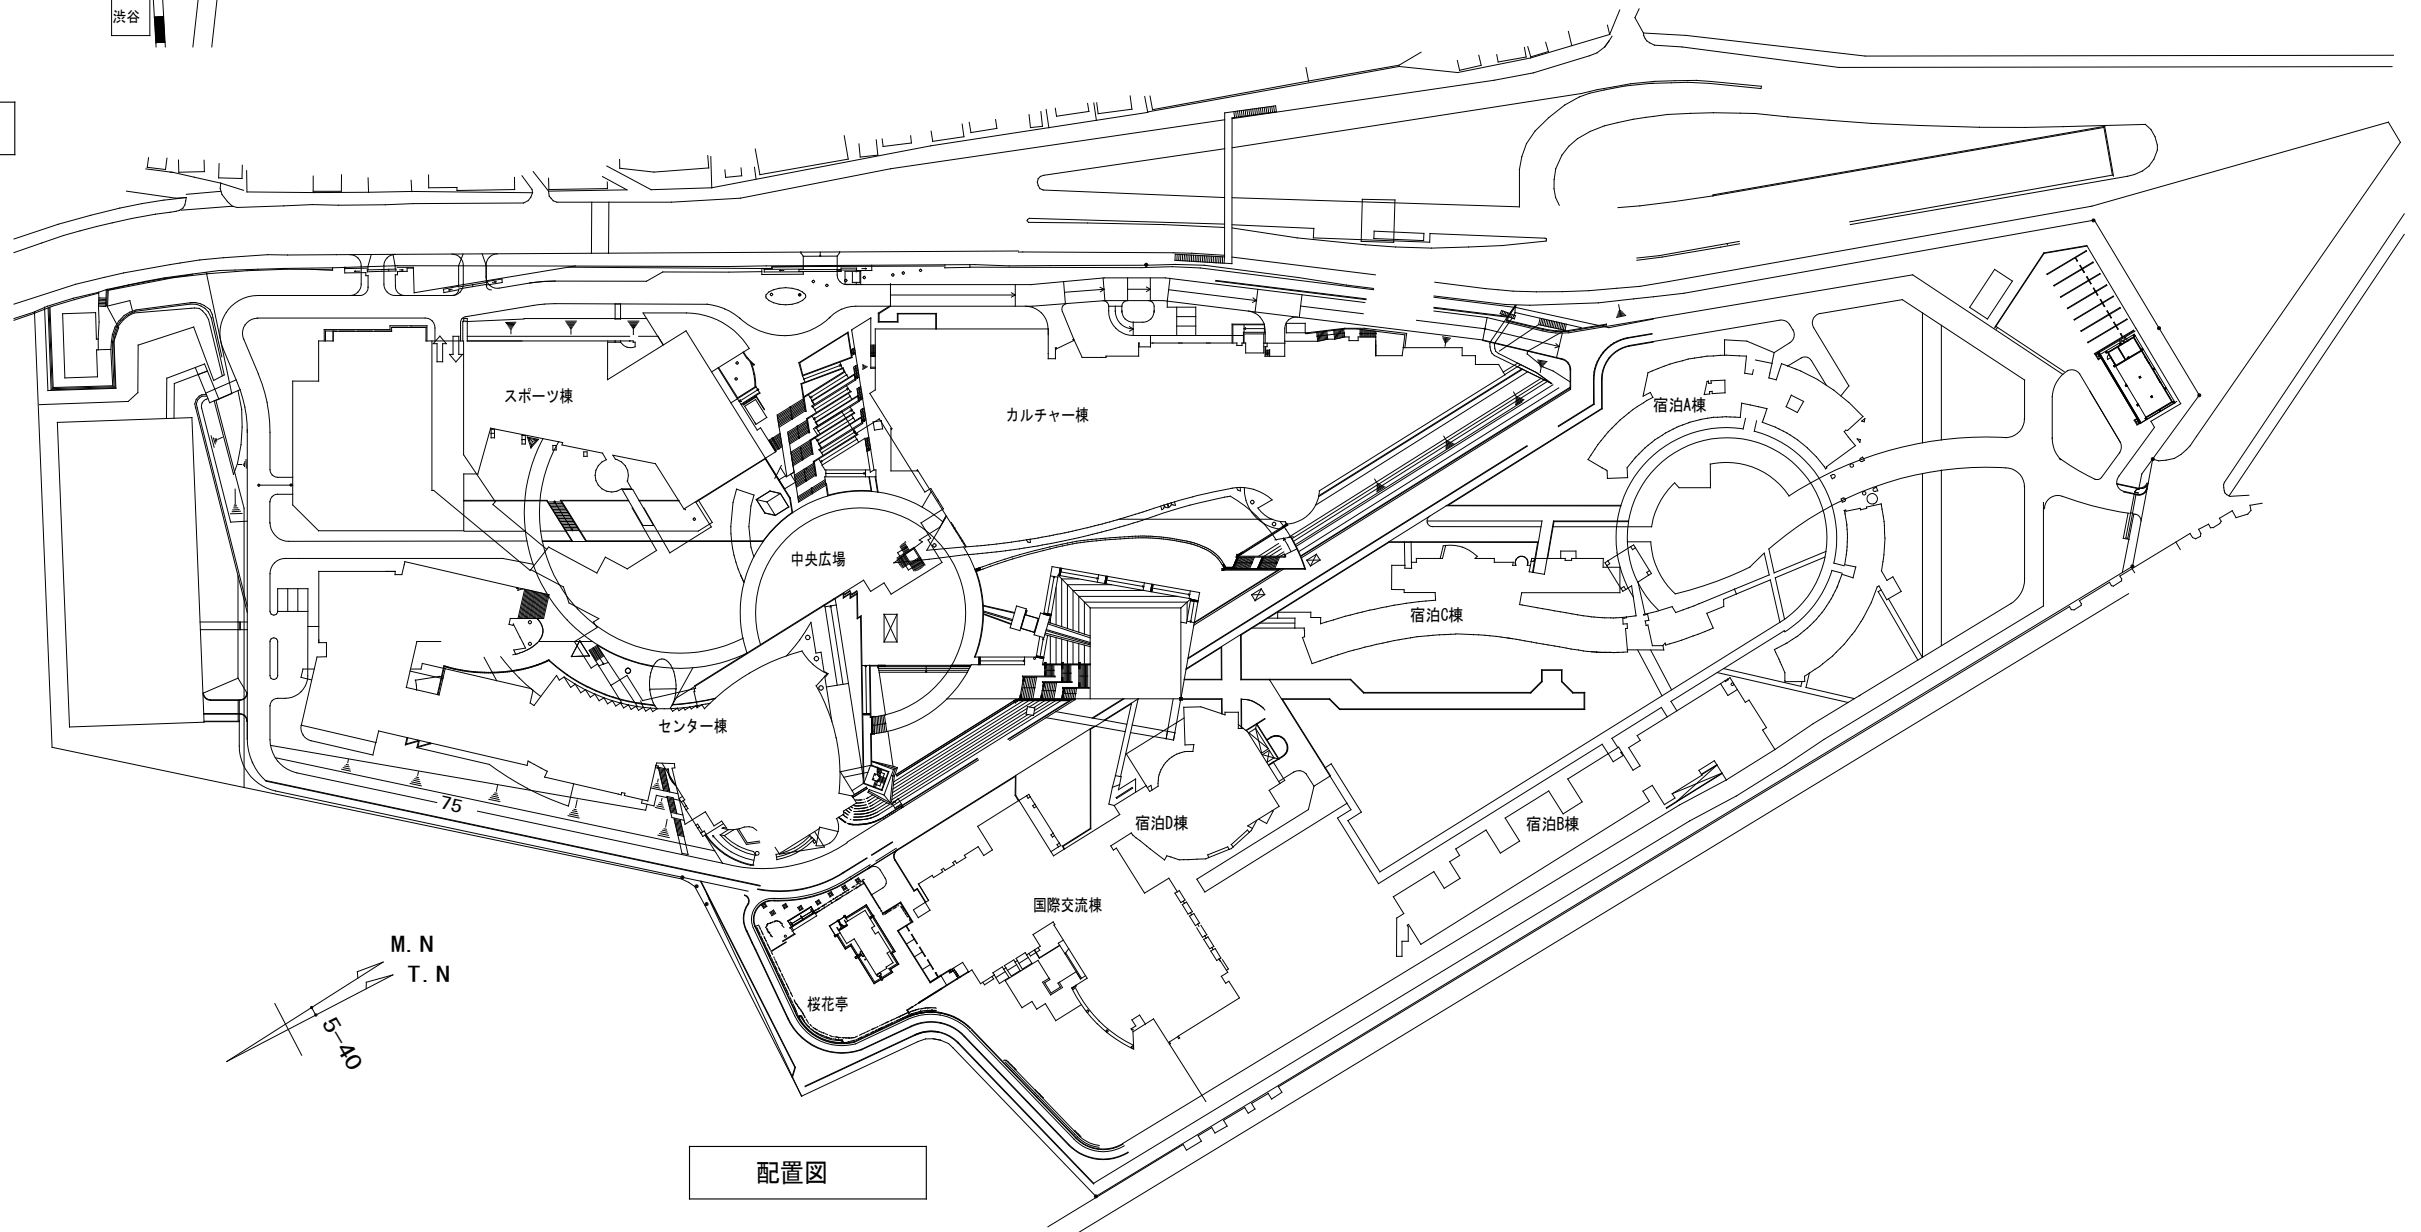 渋谷
スポーツ棟
カルチャー棟
宿泊A棟
中央広場
宿泊C棟
センター棟
75
宿泊D棟
宿泊B棟
国際交流棟
M.N
T.N
桜花亭
5-40
配置図